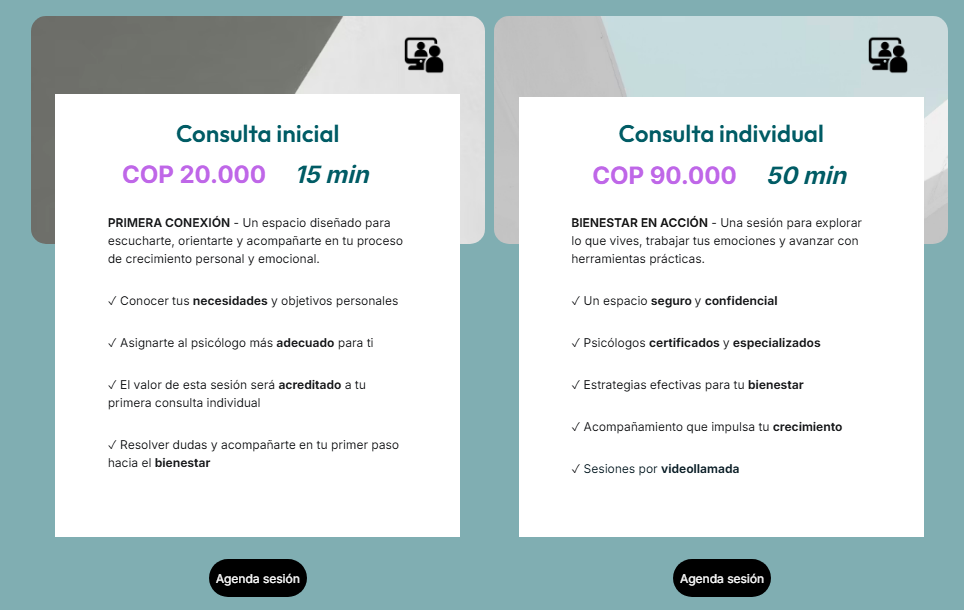 Consulta inicial
COP 20.000 15 min
PRIMERA CONEXIÓN - Un espacio diseñado para
escucharte, orientarte y acompañarte en tu proceso
de crecimiento personal y emocional.
✓ Conocer tus necesidades y objetivos personales
✓ Asignarte al psicólogo más adecuado para ti
✓ El valor de esta sesión será acreditado a tu
primera consulta individual
✓ Resolver dudas y acompañarte en tu primer paso
hacia el bienestar
Agenda sesión
Consulta individual
COP 90.000 50 min
BIENESTAR EN ACCIÓN - Una sesión para explorar
lo que vives, trabajar tus emociones y avanzar con
herramientas prácticas.
✓ Un espacio seguro y confidencial
✓ Psicólogos certificados y especializados
✓ Estrategias efectivas para tu bienestar
✓ Acompañamiento que impulsa tu crecimiento
✓ Sesiones por videollamada
Agenda sesión